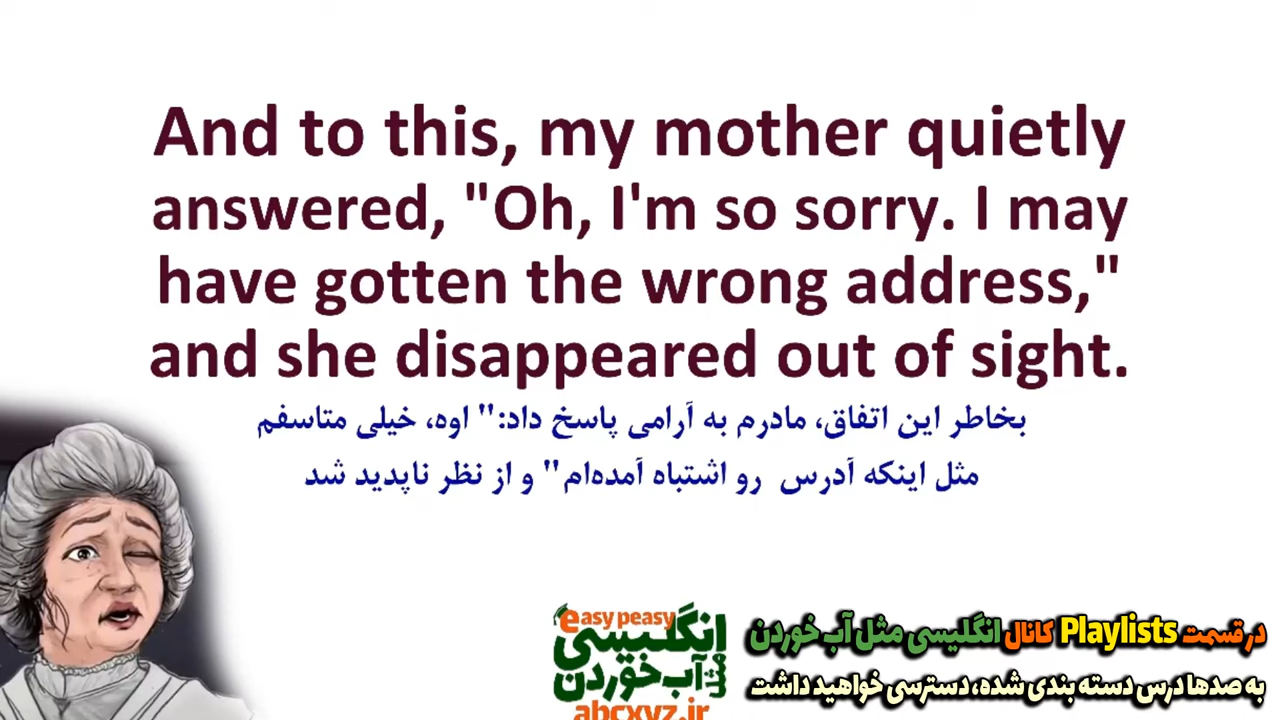 And to this, my mother quietly
answered, "Oh, I'm so sorry. I may
have gotten the wrong address,"
and she disappeared out of sight.
بخاطر این اتفاق، مادرم به آرامی پاسخ داد:" اوه، خیلی متاسفم
مثل اینکه آدرس رو اشتباه آمده‌ام" و از نظر ناپدید شد
easy peasy
انگلیسی
مثل آب خوردن
abcxyz.ir
در قسمت Playlists کانال انگلیسی مثل آب خوردن
به صدها درس دسته بندی شده، دسترسی خواهید داشت